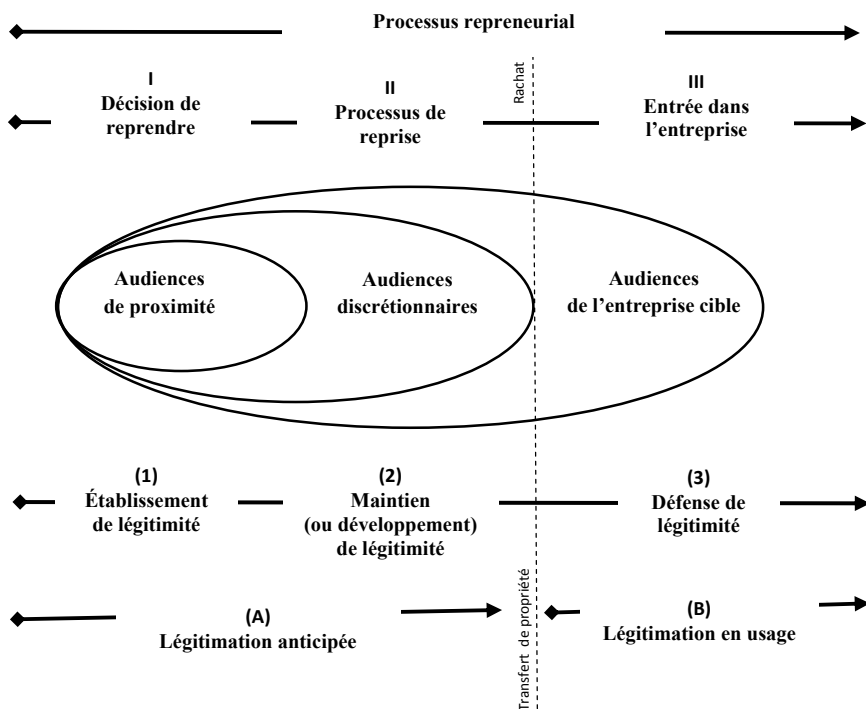 Processus repreneurial
I
Décision de
reprendre
II
Processus de
reprise
Rachat
III
Entrée dans
l’entreprise
Audiences
de proximité
Audiences
discrétionnaires
Audiences
de l’entreprise cible
(1)
Établissement
de légitimité
(2)
Maintien
(ou développement)
de légitimité
(3)
Défense de
légitimité
(A)
Légitimation anticipée
Transfert de propriété
(B)
Légitimation en usage